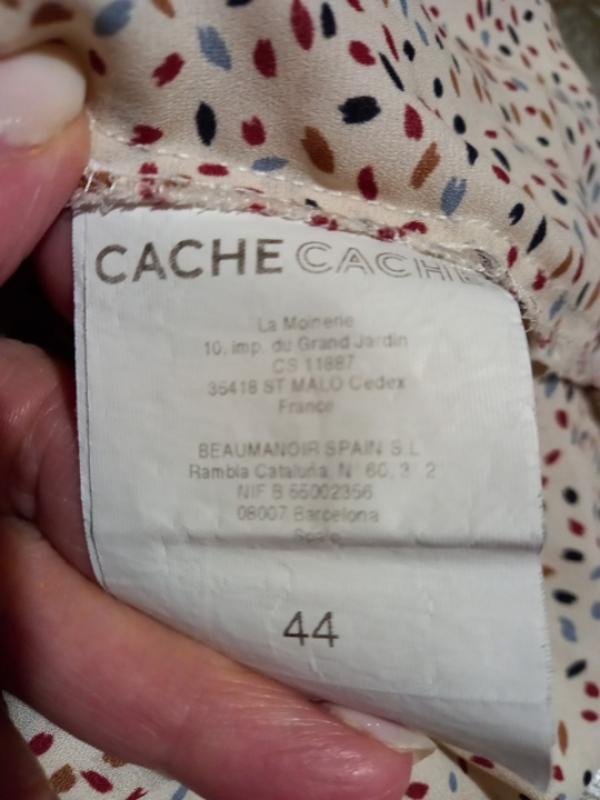 CACHE CACHE
La Moinerie
10, imp. du Grand Jardin
CS 11887
35418 ST MALO Cedex
France
BEAUMANOIR SPAIN S.L
Rambla Cataluña, N 60, 3 2
NIF B 65002356
08007 Barcelona
44